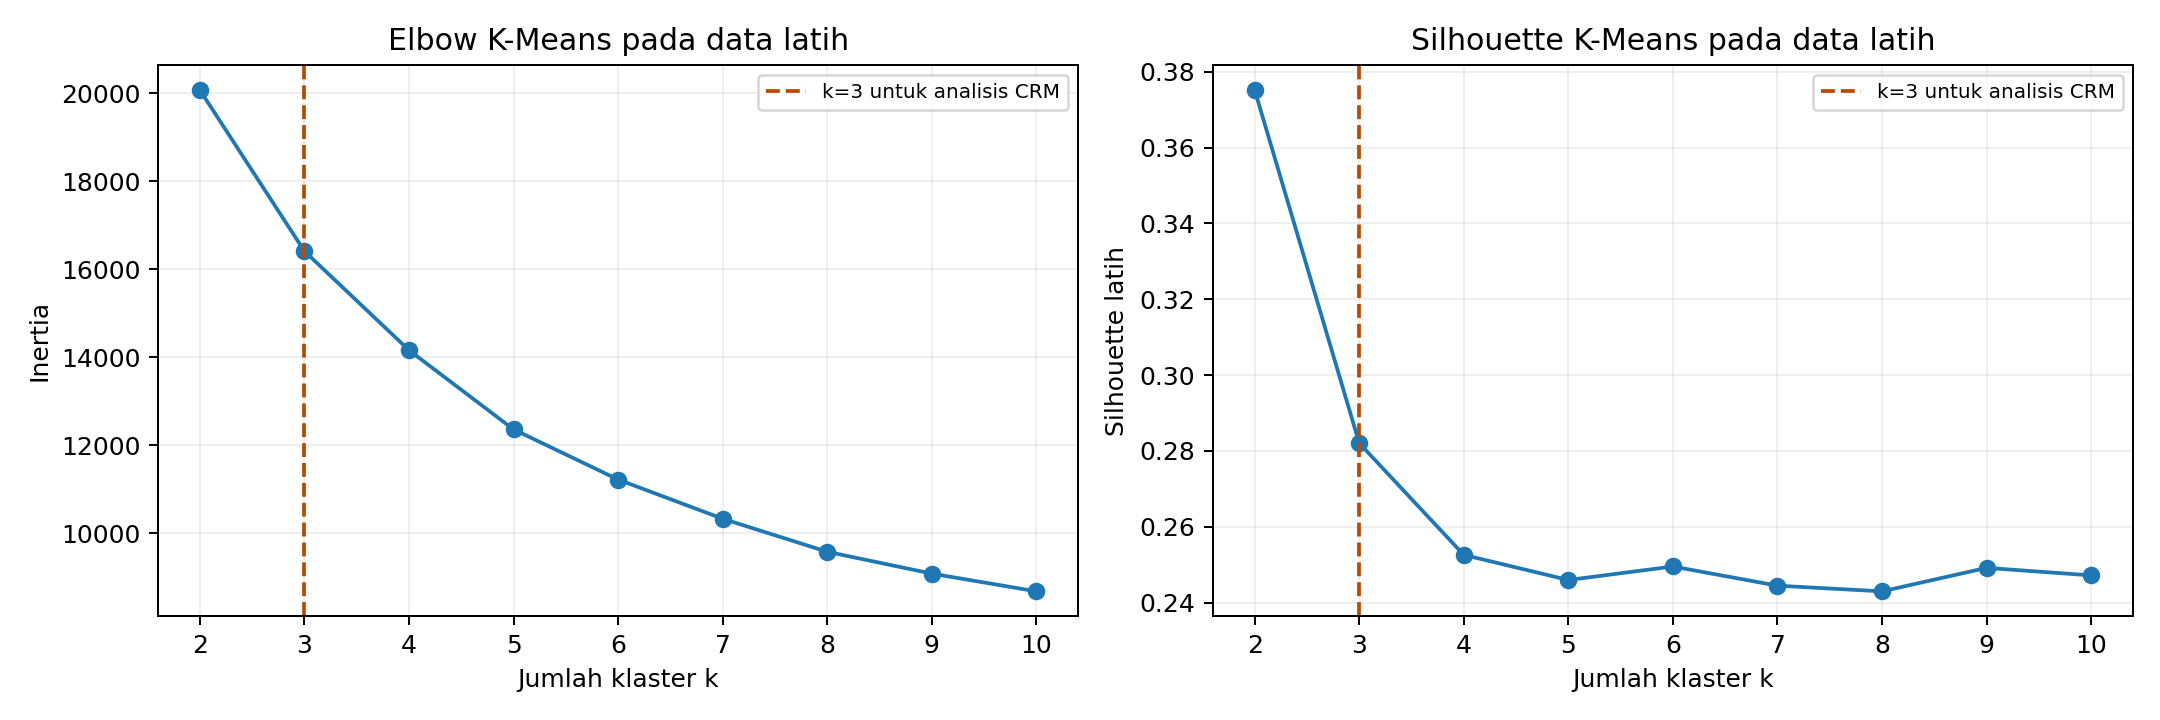 Elbow K-Means pada data latih
k=3 untuk analisis CRM
Inertia
20000
18000
16000
14000
12000
10000
2 3 4 5 6 7 8 9 10
Jumlah klaster k
Silhouette K-Means pada data latih
k=3 untuk analisis CRM
Silhouette latih
0.38
0.36
0.34
0.32
0.30
0.28
0.26
0.24
2 3 4 5 6 7 8 9 10
Jumlah klaster k